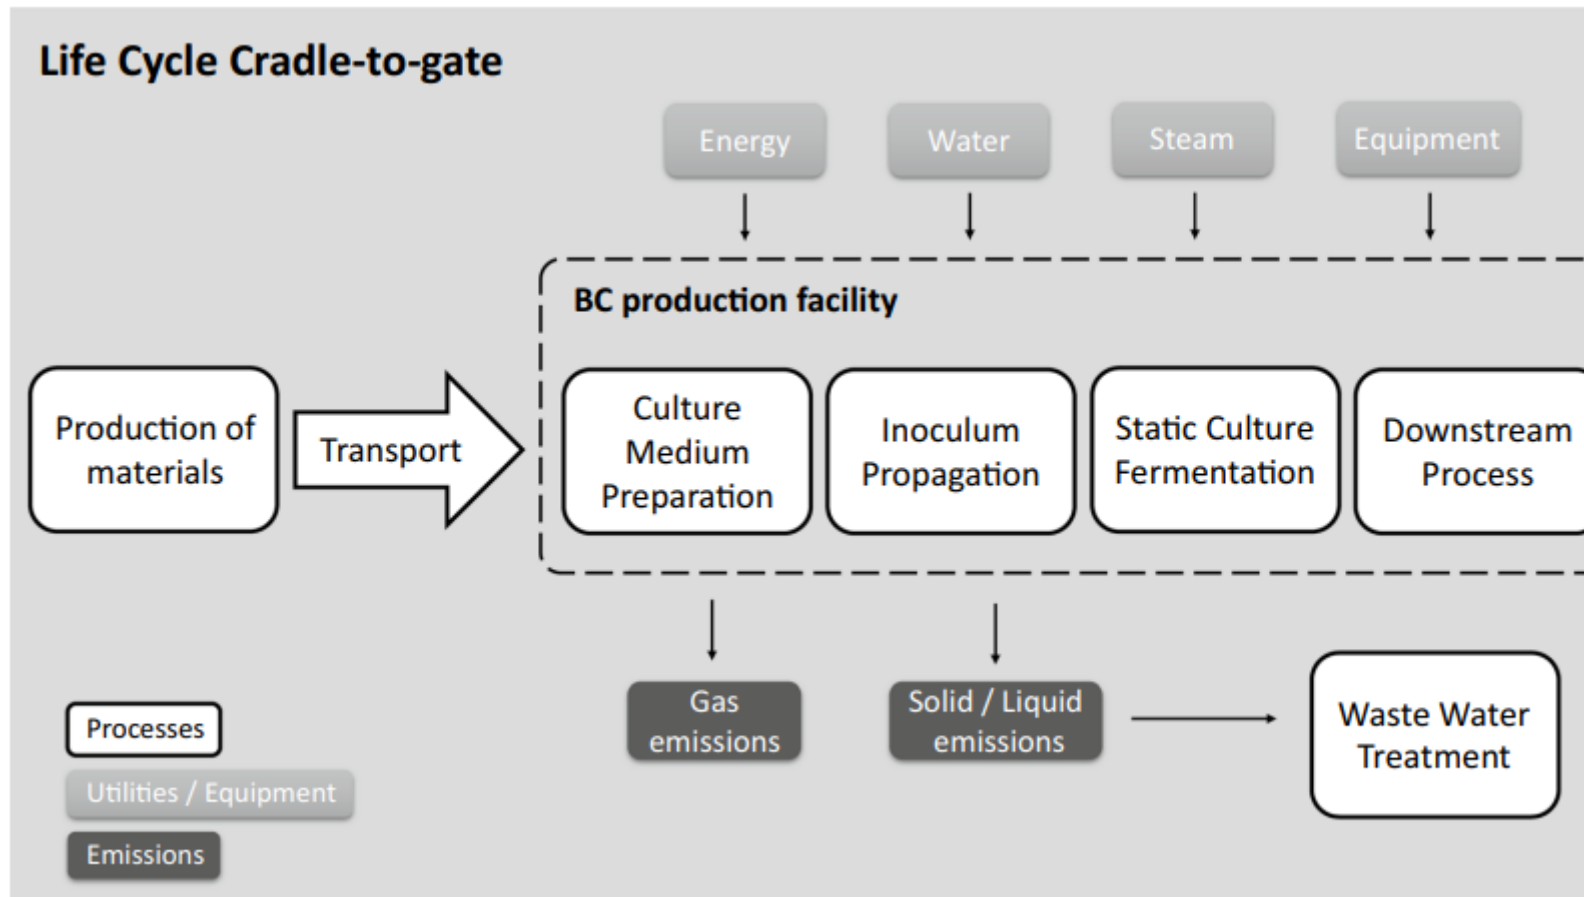 Life Cycle Cradle-to-gate
Energy
Water
Steam
Equipment
BC production facility
Production of
materials
Transport
Culture
Medium
Preparation
Inoculum
Propagation
Static Culture
Fermentation
Downstream
Process
Gas
emissions
Solid / Liquid
emissions
Waste Water
Treatment
Processes
Utilities / Equipment
Emissions